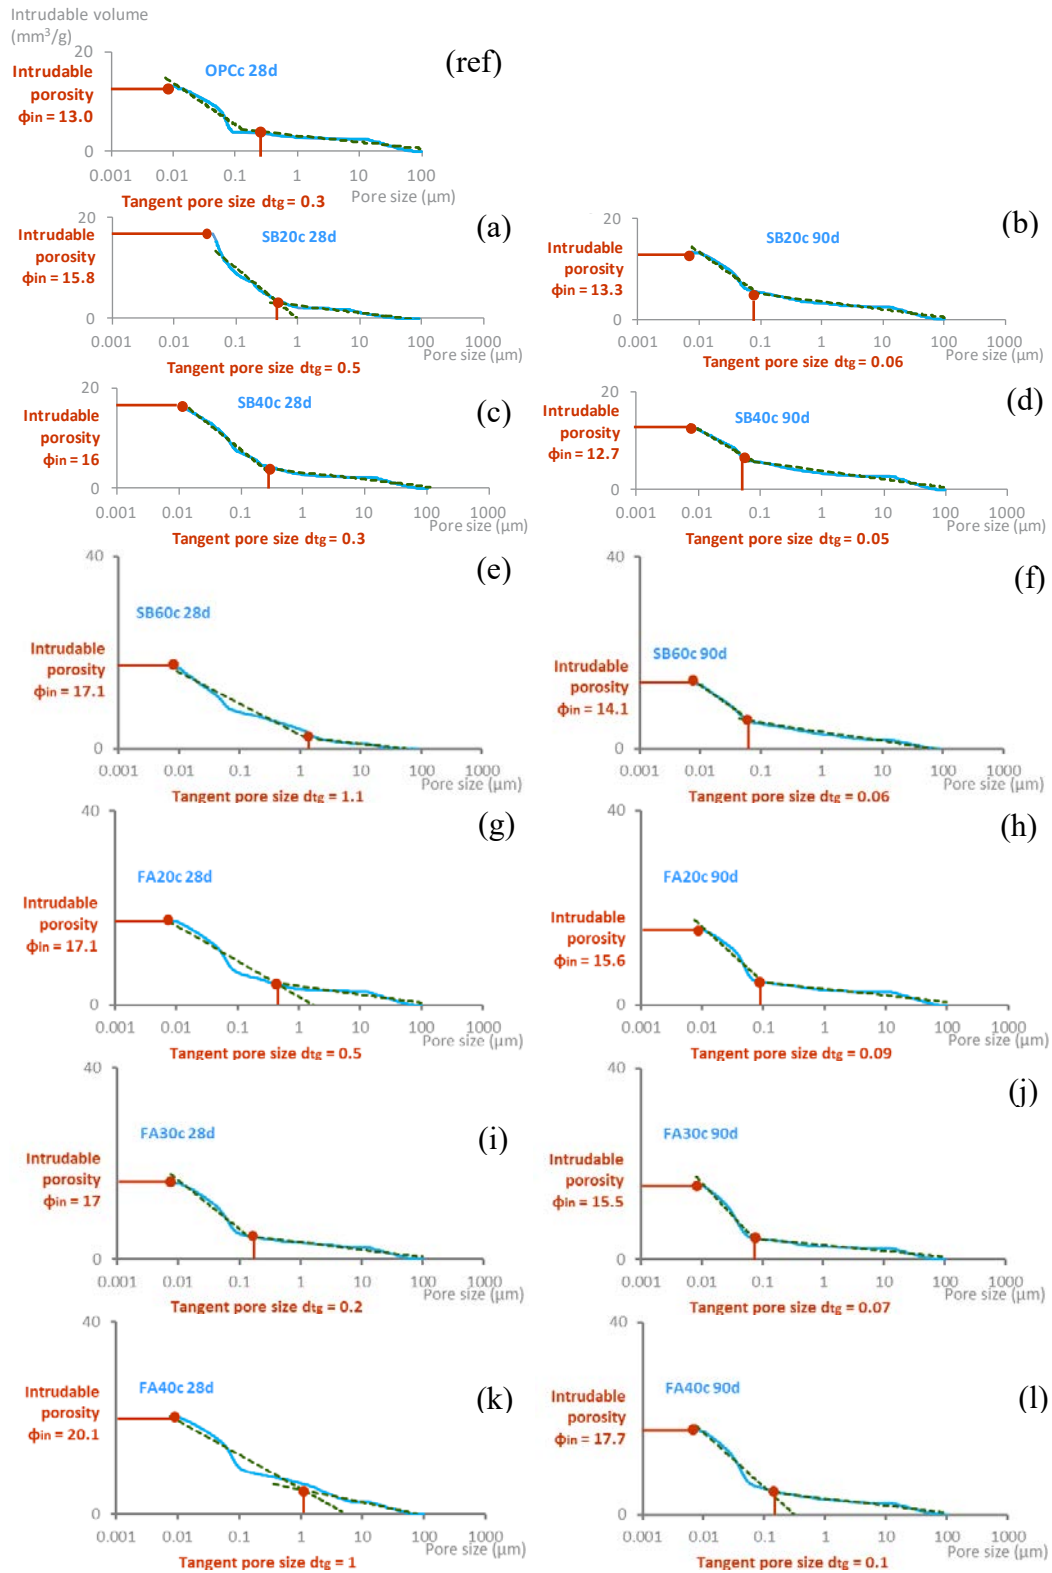 Intrudable volume
(mm³/g)
20
(ref)
OPCc 28d
Intrudable
porosity
ϕin = 13.0
0
0.001 0.01 0.1 1 10 100 1000
Pore size (µm)
Tangent pore size dtg = 0.3
20
(a)
SB20c 28d
Intrudable
porosity
ϕin = 15.8
0
0.001 0.01 0.1 1 10 100 1000
Pore size (µm)
Tangent pore size dtg = 0.5
20
(b)
SB20c 90d
Intrudable
porosity
ϕin = 13.3
0
0.001 0.01 0.1 1 10 100 1000
Pore size (µm)
Tangent pore size dtg = 0.06
20
(c)
SB40c 28d
Intrudable
porosity
ϕin = 16
0
0.001 0.01 0.1 1 10 100 1000
Pore size (µm)
Tangent pore size dtg = 0.3
20
(d)
SB40c 90d
Intrudable
porosity
ϕin = 12.7
0
0.001 0.01 0.1 1 10 100 1000
Pore size (µm)
Tangent pore size dtg = 0.05
40
(e)
SB60c 28d
Intrudable
porosity
ϕin = 17.1
0
0.001 0.01 0.1 1 10 100 1000
Pore size (µm)
Tangent pore size dtg = 1.1
40
(f)
SB60c 90d
Intrudable
porosity
ϕin = 14.1
0
0.001 0.01 0.1 1 10 100 1000
Pore size (µm)
Tangent pore size dtg = 0.06
40
(g)
FA20c 28d
Intrudable
porosity
ϕin = 17.1
0
0.001 0.01 0.1 1 10 100 1000
Pore size (µm)
Tangent pore size dtg = 0.5
40
(h)
FA20c 90d
Intrudable
porosity
ϕin = 15.6
0
0.001 0.01 0.1 1 10 100 1000
Pore size (µm)
Tangent pore size dtg = 0.09
40
(i)
FA30c 28d
Intrudable
porosity
ϕin = 17
0
0.001 0.01 0.1 1 10 100 1000
Pore size (µm)
Tangent pore size dtg = 0.2
40
(j)
FA30c 90d
Intrudable
porosity
ϕin = 15.5
0
0.001 0.01 0.1 1 10 100 1000
Pore size (µm)
Tangent pore size dtg = 0.07
40
(k)
FA40c 28d
Intrudable
porosity
ϕin = 20.1
0
0.001 0.01 0.1 1 10 100 1000
Pore size (µm)
Tangent pore size dtg = 1
40
(l)
FA40c 90d
Intrudable
porosity
ϕin = 17.7
0
0.001 0.01 0.1 1 10 100 1000
Pore size (µm)
Tangent pore size dtg = 0.1